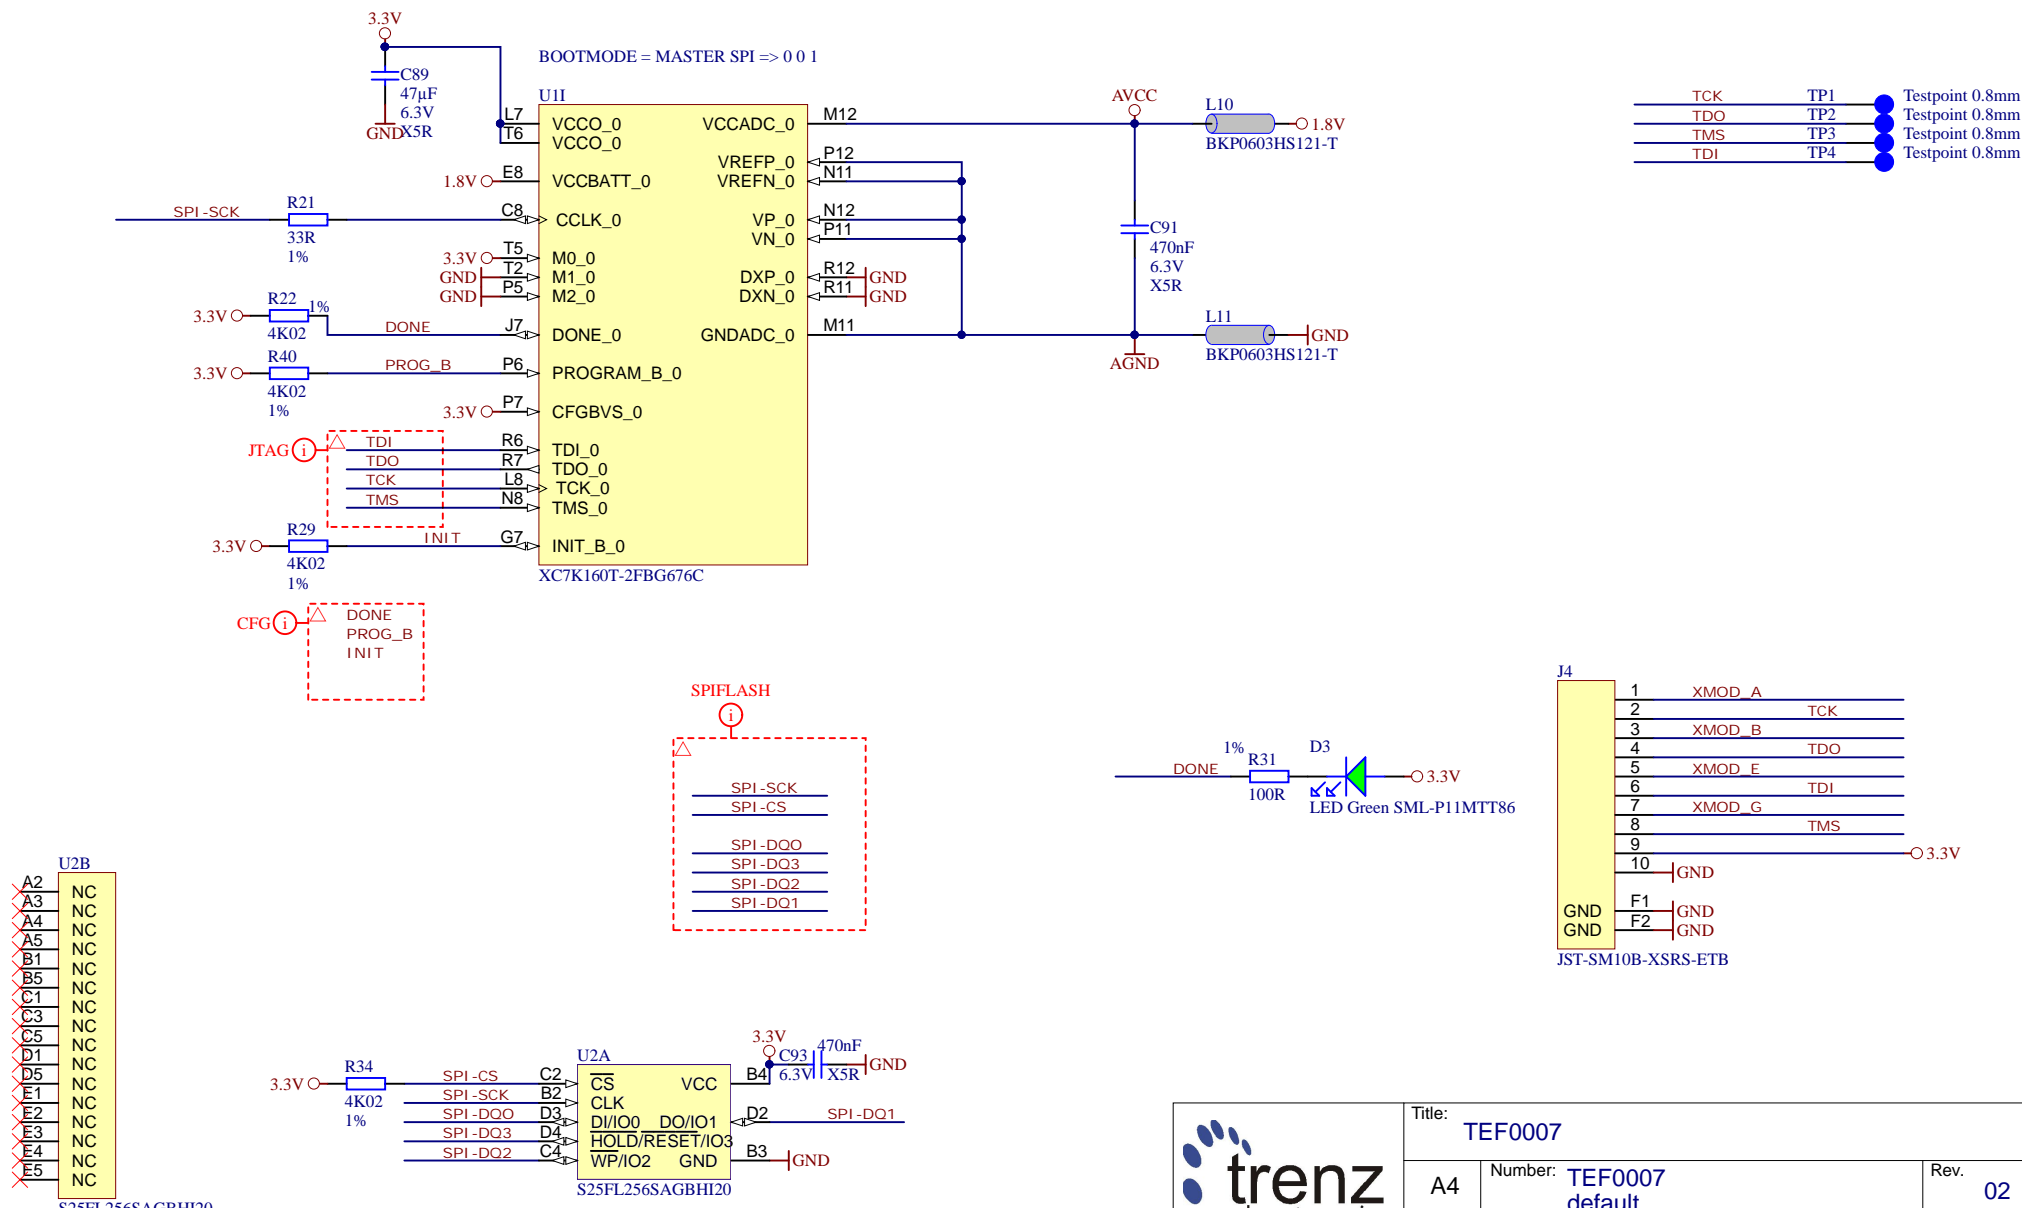 3.3V
C89
47µF
6.3V
X5R
GND
BOOTMODE = MASTER SPI => 0 0 1
U1I
L7 VCCO_0
T6 VCCO_0
1.8V E8 VCCBATT_0
SPI-SCK R21 33R 1% C8 CCLK_0
3.3V T5 M0_0
GND T2 M1_0
GND P5 M2_0
3.3V R22 1% 4K02 DONE J7 DONE_0
3.3V R40 4K02 1% PROG_B P6 PROGRAM_B_0
3.3V P7 CFGBVS_0
JTAG i
TDI R6 TDI_0
TDO R7 TDO_0
TCK L8 TCK_0
TMS N8 TMS_0
3.3V R29 4K02 1% INIT G7 INIT_B_0
XC7K160T-2FBG676C
VCCADC_0 M12
VREFP_0 P12
VREFN_0 N11
VP_0 N12
VN_0 P11
DXP_0 R12 GND
DXN_0 R11 GND
GNDADC_0 M11
AVCC
L10
1.8V
BKP0603HS121-T
C91
470nF
6.3V
X5R
L11
GND
BKP0603HS121-T
AGND
TCK TP1 Testpoint 0.8mm
TDO TP2 Testpoint 0.8mm
TMS TP3 Testpoint 0.8mm
TDI TP4 Testpoint 0.8mm
CFG i
DONE
PROG_B
INIT
SPIFLASH
i
SPI-SCK
SPI-CS
SPI-DQ0
SPI-DQ3
SPI-DQ2
SPI-DQ1
DONE 1% R31 100R D3 3.3V
LED Green SML-P11MTT86
J4
1 XMOD_A
2 TCK
3 XMOD_B
4 TDO
5 XMOD_E
6 TDI
7 XMOD_G
8 TMS
9 3.3V
10 GND
GND F1 GND
GND F2 GND
JST-SM10B-XSRS-ETB
U2B
A2 NC
A3 NC
A4 NC
A5 NC
B1 NC
B5 NC
C1 NC
C3 NC
C5 NC
D1 NC
D5 NC
E1 NC
E2 NC
E3 NC
E4 NC
E5 NC
S25FL256SAGBHI20
3.3V R34 4K02 1%
U2A
SPI-CS C2 CS
SPI-SCK B2 CLK
SPI-DQ0 D3 DI/IO0
SPI-DQ3 D4 HOLD/RESET/IO3
SPI-DQ2 C4 WP/IO2
VCC B4
DO/IO1 D2 SPI-DQ1
GND B3 GND
3.3V
C93 470nF
6.3V X5R
GND
S25FL256SAGBHI20
trenz
Title:
TEF0007
A4
Number: TEF0007
default
Rev.
02